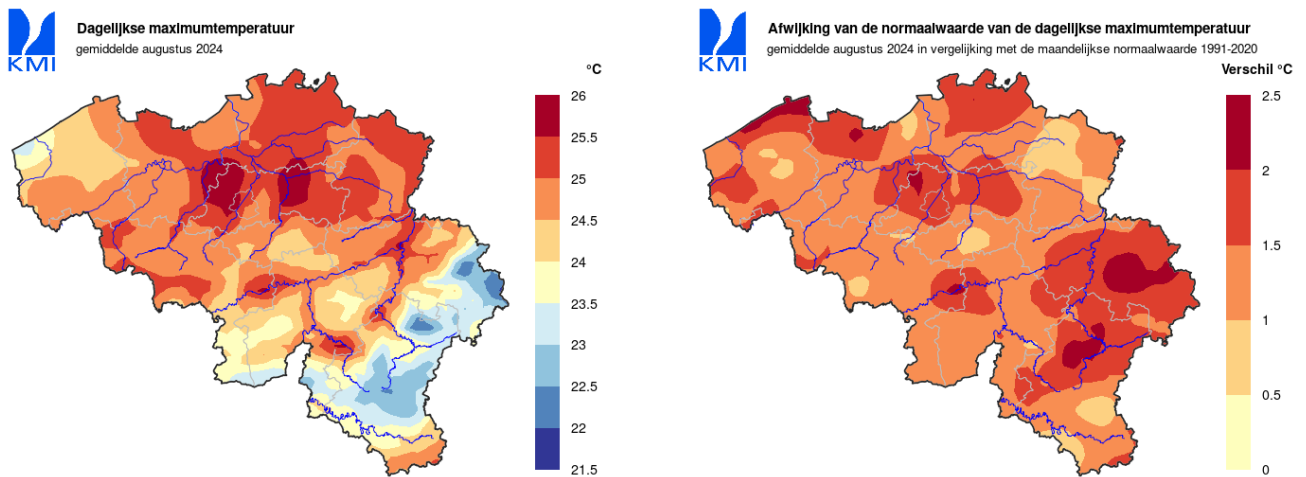 KMI
Dagelijkse maximumtemperatuur
gemiddelde augustus 2024
°C
26
25.5
25
24.5
24
23.5
23
22.5
22
21.5
KMI
Afwijking van de normaalwaarde van de dagelijkse maximumtemperatuur
gemiddelde augustus 2024 in vergelijking met de maandelijkse normaalwaarde 1991-2020
Verschil °C
2.5
2
1.5
1
0.5
0